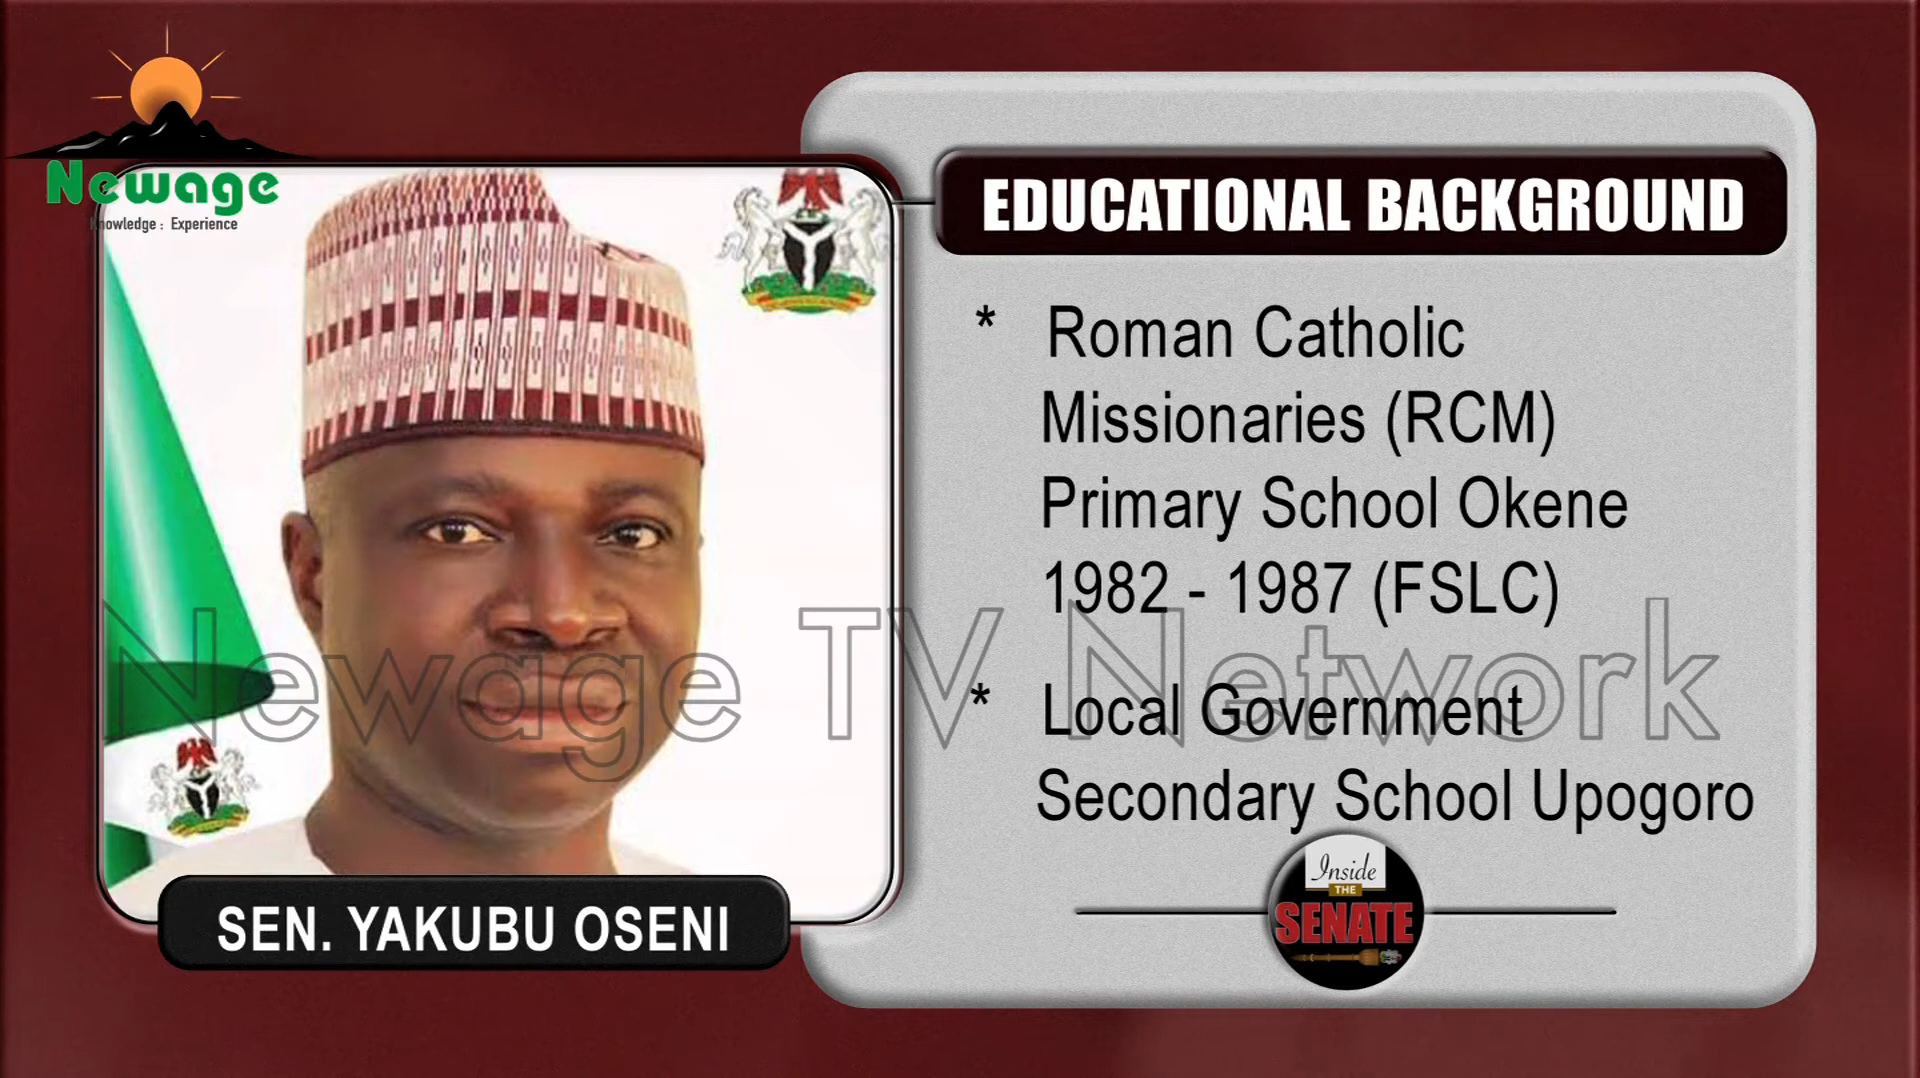 Newage
Knowledge : Experience
EDUCATIONAL BACKGROUND
* Roman Catholic
Missionaries (RCM)
Primary School Okene
1982 - 1987 (FSLC)
* Local Government
Secondary School Upogoro
Newage TV Network
Inside
THE
SENATE
SEN. YAKUBU OSENI